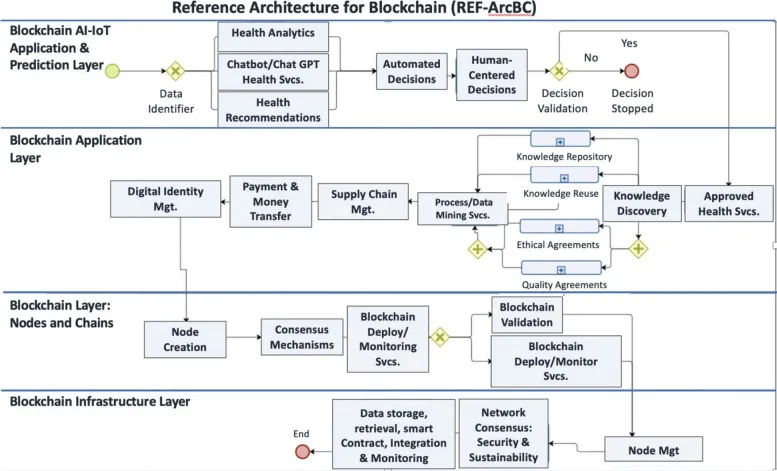 Reference Architecture for Blockchain (REF-ArcBC)
Blockchain AI-IoT
Application &
Prediction Layer
Data
Identifier
Health Analytics
Chatbot/Chat GPT
Health Svcs.
Health
Recommendations
Automated
Decisions
Human-
Centered
Decisions
Yes
No
Decision
Validation
Decision
Stopped
Blockchain Application
Layer
Digital Identity
Mgt.
Payment &
Money
Transfer
Supply Chain
Mgt.
Process/Data
Mining Svcs.
Knowledge Repository
Knowledge Reuse
Ethical Agreements
Quality Agreements
Knowledge
Discovery
Approved
Health Svcs.
Blockchain Layer:
Nodes and Chains
Node
Creation
Consensus
Mechanisms
Blockchain
Deploy/
Monitoring
Svcs.
Blockchain
Validation
Blockchain
Deploy/Monitor
Svcs.
Blockchain Infrastructure Layer
End
Data storage,
retrieval, smart
Contract, Integration
& Monitoring
Network
Consensus:
Security &
Sustainability
Node Mgt